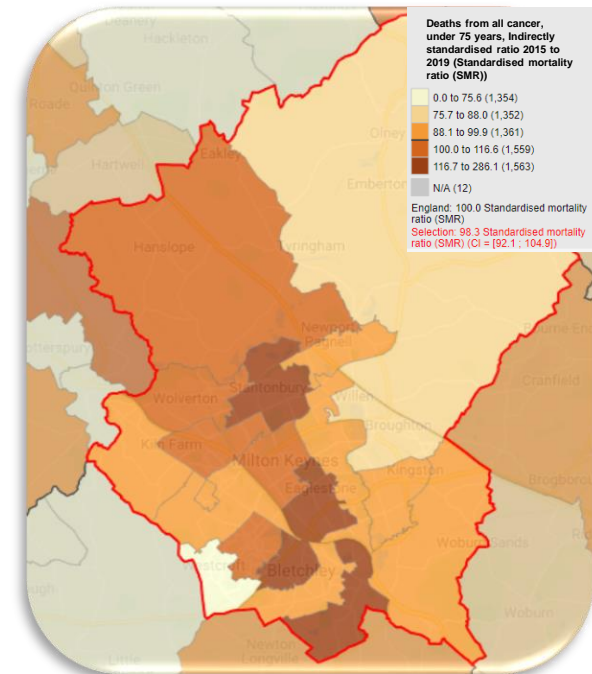 Deaths from all cancer,
under 75 years, Indirectly
standardised ratio 2015 to
2019 (Standardised mortality
ratio (SMR))
0.0 to 75.6 (1,354)
75.7 to 88.0 (1,352)
88.1 to 99.9 (1,361)
100.0 to 116.6 (1,559)
116.7 to 286.1 (1,563)
N/A (12)
England: 100.0 Standardised mortality
ratio (SMR)
Selection: 98.3 Standardised mortality
ratio (SMR) (CI = [92.1 ; 104.9])
Hackleton
Quinton Green
Roade
Olney
Eakley
Hartwell
Emberton
Hanslope
Tyringham
Newport
Pagnell
Bourne End
Cranfield
Stantonbury
Wolverton
Willen
Broughton
Kiln Farm
Milton Keynes
Kingston
Eaglestone
Woburn Sands
Westcroft
Bletchley
Woburn
Newton
Longville
Little